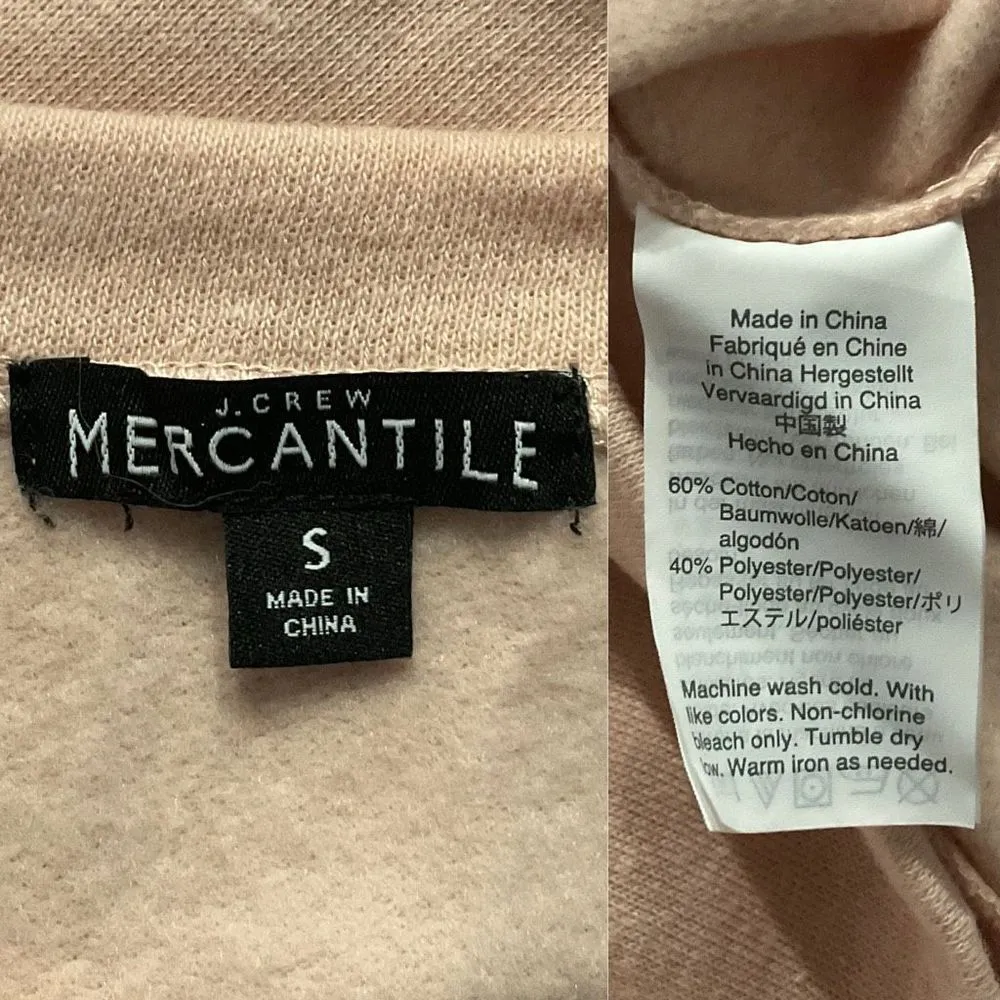 J.CREW
MERCANTILE
S
MADE IN
CHINA
Made in China
Fabriqué en Chine
in China Hergestellt
Vervaardigd in China
中国製
Hecho en China
60% Cotton/Coton/
Baumwolle/Katoen/綿/
algodón
40% Polyester/Polyester/
Polyester/Polyester/ポリ
エステル/poliéster
Machine wash cold. With
like colors. Non-chlorine
bleach only. Tumble dry
low. Warm iron as needed.